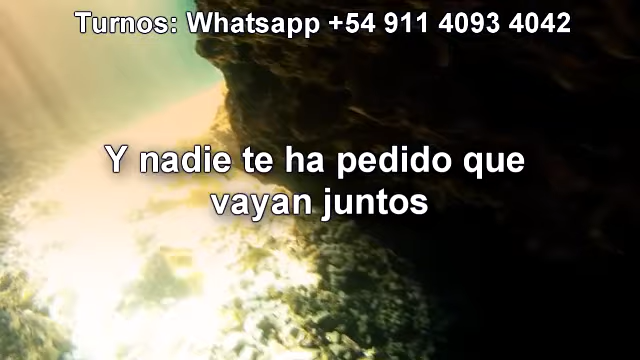 Turnos: Whatsapp +54 911 4093 4042
Y nadie te ha pedido que
vayan juntos